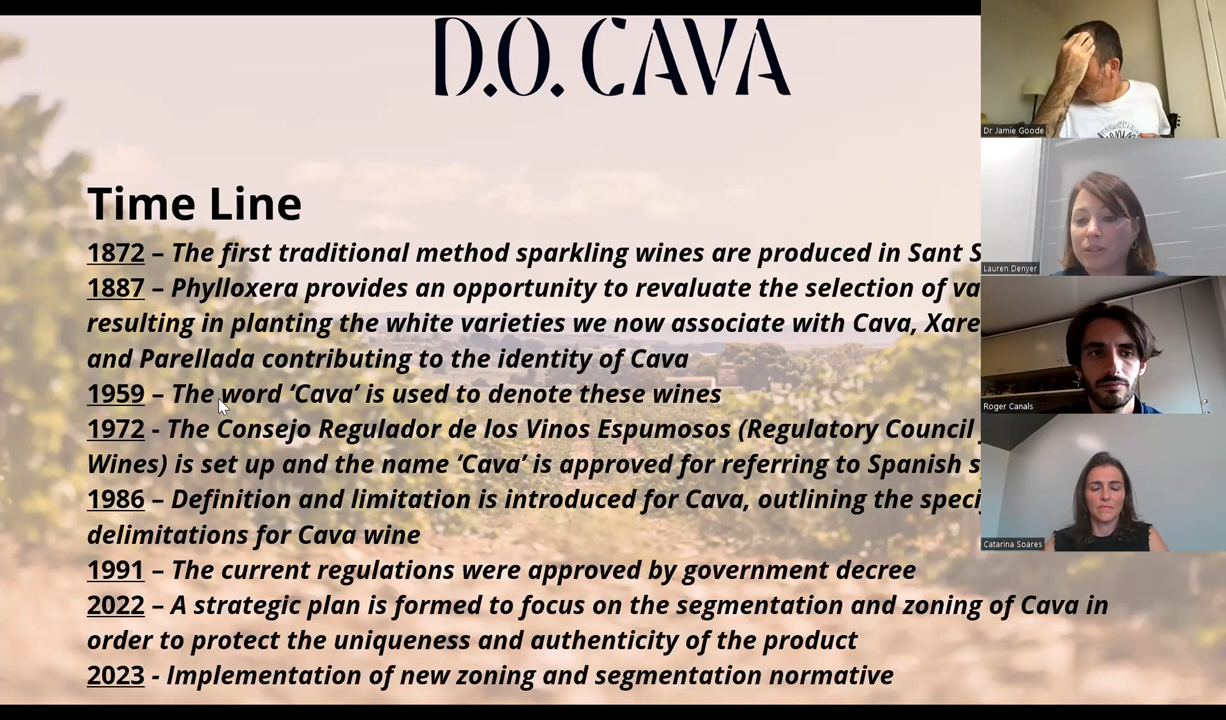 D.O. CAVA
Time Line
1872 – The first traditional method sparkling wines are produced in Sant
1887 – Phylloxera provides an opportunity to revaluate the selection of
resulting in planting the white varieties we now associate with Cava,
and Parellada contributing to the identity of Cava
1959 – The word ‘Cava’ is used to denote these wines
1972 - The Consejo Regulador de los Vinos Espumosos (Regulatory Council
Wines) is set up and the name ‘Cava’ is approved for referring to Spanish
1986 – Definition and limitation is introduced for Cava, outlining the
delimitations for Cava wine
1991 – The current regulations were approved by government decree
2022 – A strategic plan is formed to focus on the segmentation and zoning of Cava in
order to protect the uniqueness and authenticity of the product
2023 - Implementation of new zoning and segmentation normative
Dr Jamie Goode
Lauren Denyer
Roger Canals
Catarina Soares